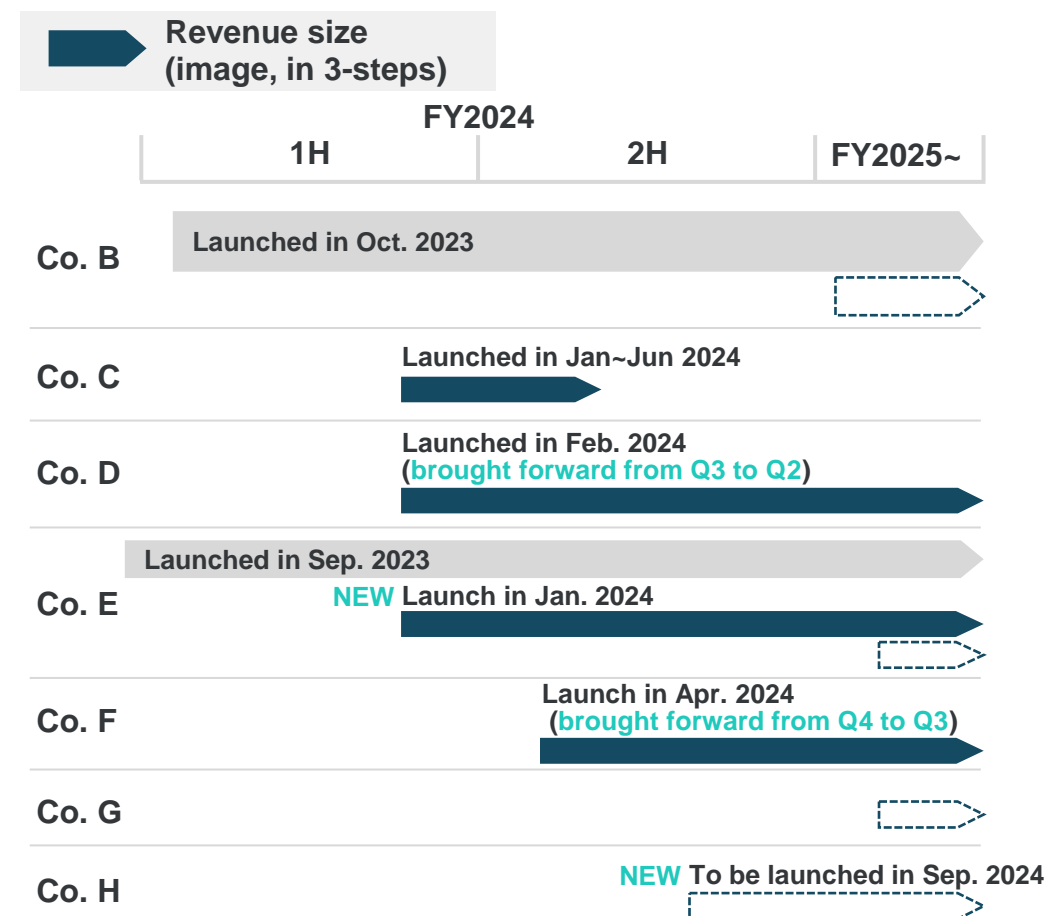 Revenue size
(image, in 3-steps)
FY2024
1H 2H FY2025~
Co. B
Launched in Oct. 2023
Co. C
Launched in Jan~Jun 2024
Co. D
Launched in Feb. 2024
(brought forward from Q3 to Q2)
Co. E
Launched in Sep. 2023
NEW Launch in Jan. 2024
Co. F
Launch in Apr. 2024
(brought forward from Q4 to Q3)
Co. G
Co. H
NEW To be launched in Sep. 2024